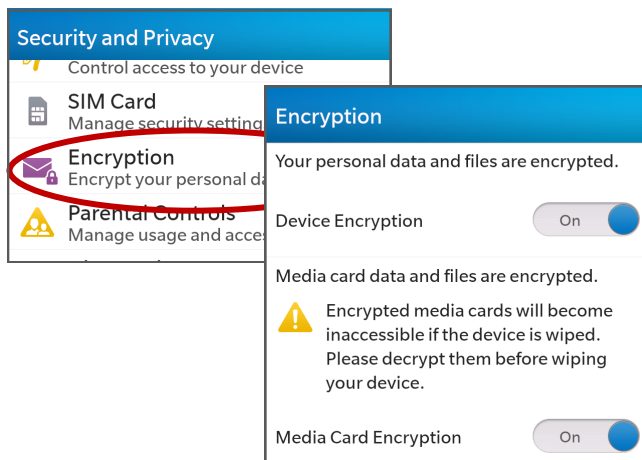 Security and Privacy
Control access to your device
SIM Card
Manage security setting
Encryption
Encrypt your personal da
Parental Controls
Manage usage and acce
Encryption
Your personal data and files are encrypted.
Device Encryption
On
Media card data and files are encrypted.
Encrypted media cards will become
inaccessible if the device is wiped.
Please decrypt them before wiping
your device.
Media Card Encryption
On